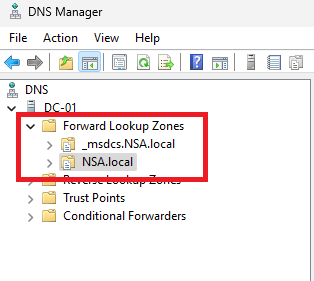 DNS Manager
File Action View Help
DNS
DC-01
Forward Lookup Zones
_msdcs.NSA.local
NSA.local
Reverse Lookup Zones
Trust Points
Conditional Forwarders